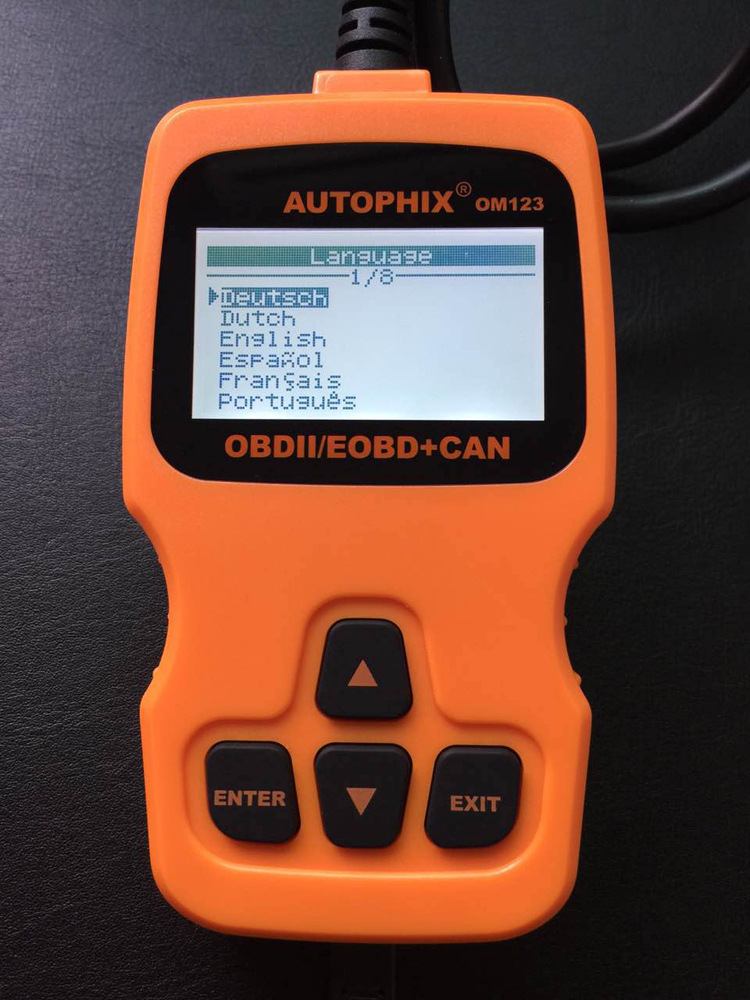 AUTOPHIX® OM123
Language
1/8
Deutsch
Dutch
English
Español
Français
Português
OBDII/EOBD+CAN
▲
ENTER ▼ EXIT